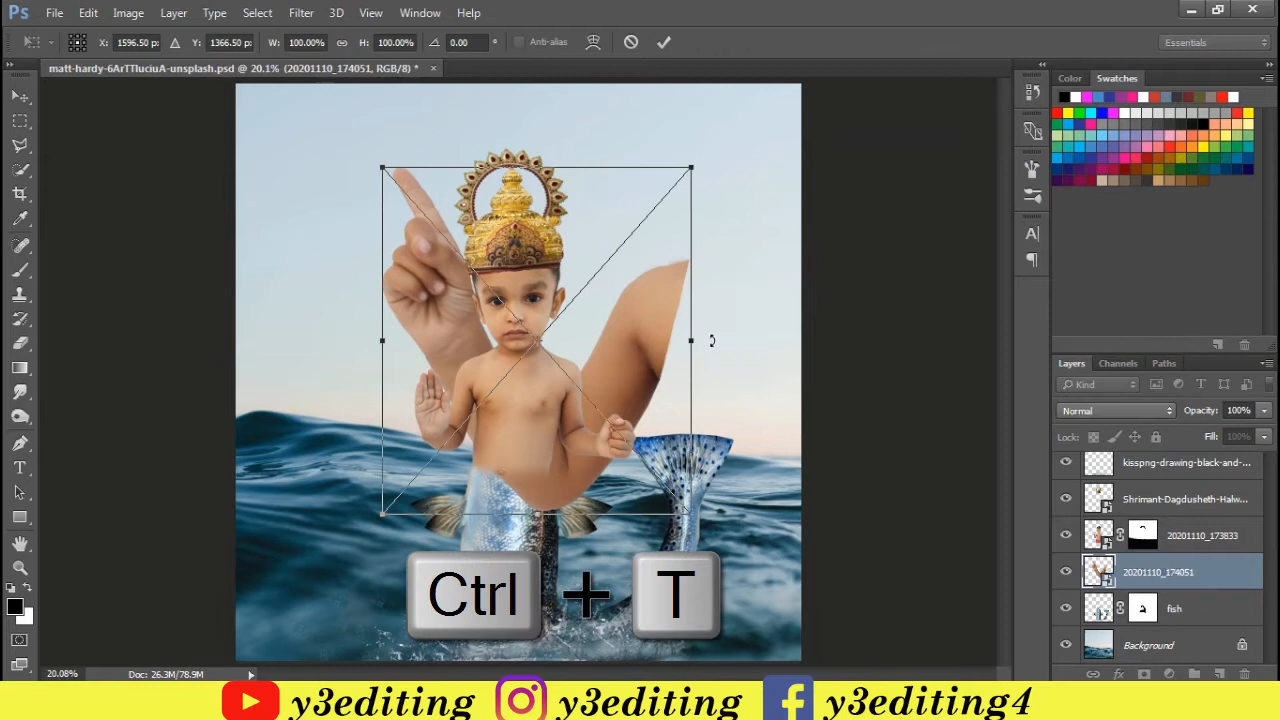 Ps File Edit Image Layer Type Select Filter 3D View Window Help
X: 1596.50 p: Y: 1366.50 p: W: 100.00% H: 100.00% 0.00 ° Anti-alias Essentials
matt-hardy-6ArTTluciuA-unsplash.psd @ 20.1% (20201110_174051, RGB/8) * ×
Color Swatches
Layers Channels Paths
Kind
Normal Opacity: 100%
Lock: Fill: 100%
kisspng-drawing-black-and-...
Shrimant-Dagdusheth-Halw...
20201110_173833
20201110_174051
fish
Background
Ctrl + T
20.08% Doc: 26.3M/78.9M
y3editing y3editing y3editing4